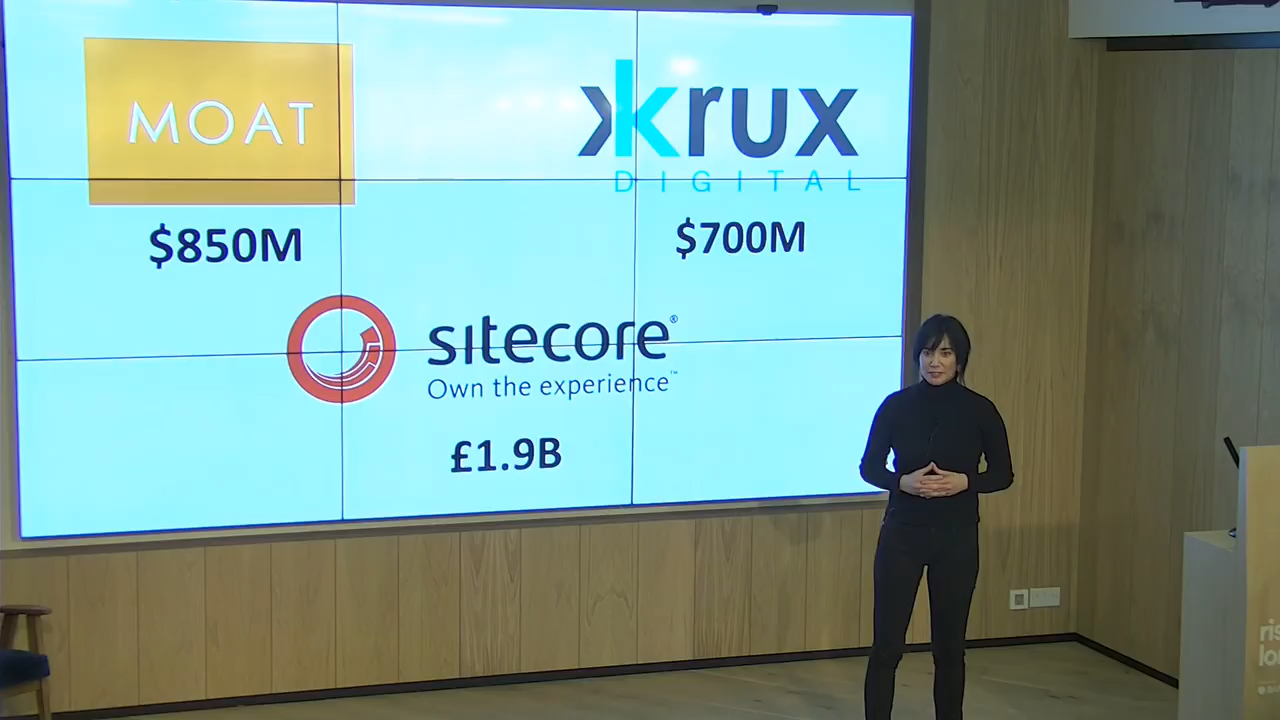 MOAT
krux
DIGITAL
$850M
$700M
sitecore®
Own the experience™
£1.9B